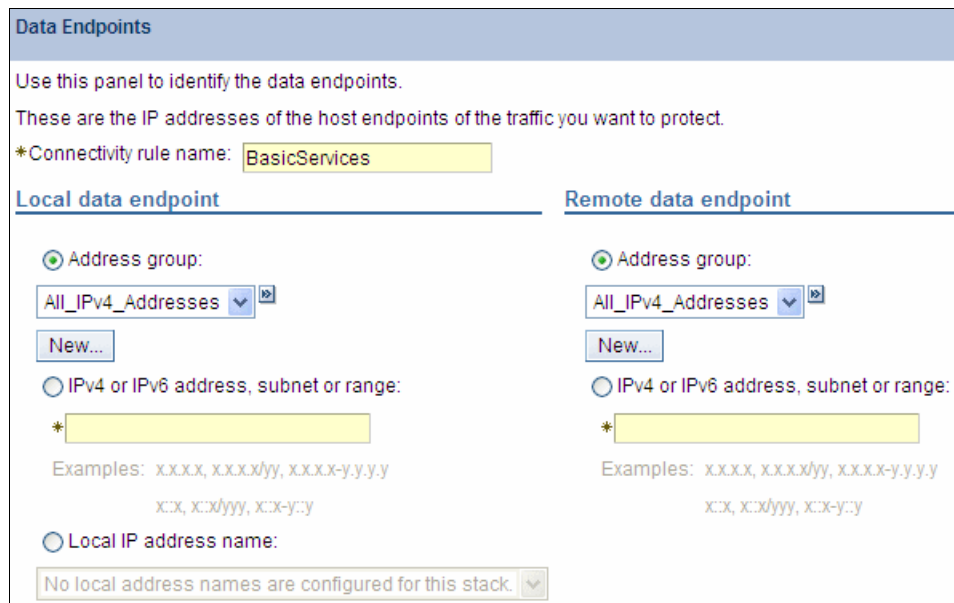 Data Endpoints
Use this panel to identify the data endpoints.
These are the IP addresses of the host endpoints of the traffic you want to protect.
*Connectivity rule name: BasicServices
Local data endpoint
Address group:
All_IPv4_Addresses
New...
IPv4 or IPv6 address, subnet or range:
*
Examples: x.x.x.x, x.x.x.x/yy, x.x.x.x-y.y.y.y
x::x, x::x/yyy, x::x-y::y
Local IP address name:
No local address names are configured for this stack.
Remote data endpoint
Address group:
All_IPv4_Addresses
New...
IPv4 or IPv6 address, subnet or range:
*
Examples: x.x.x.x, x.x.x.x/yy, x.x.x.x-y.y.y.y
x::x, x::x/yyy, x::x-y::y